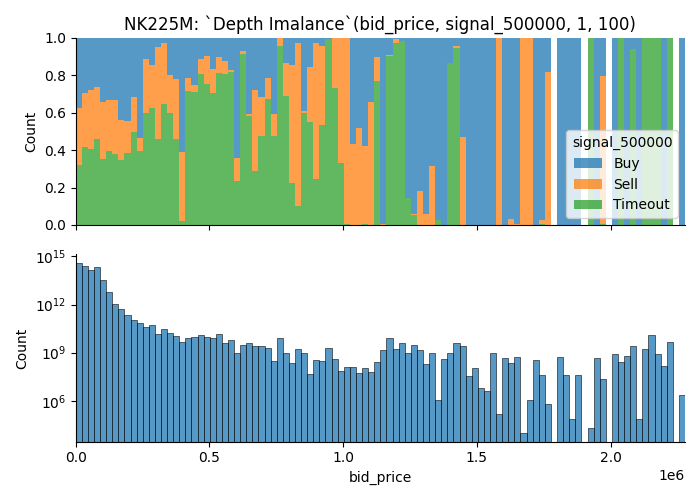 NK225M: `Depth Imalance`(bid_price, signal_500000, 1, 100)
Count
1.0
0.8
0.6
0.4
0.2
0.0
signal_500000
Buy
Sell
Timeout
Count
10^15
10^12
10^9
10^6
0.0 0.5 1.0 1.5 2.0
1e6
bid_price